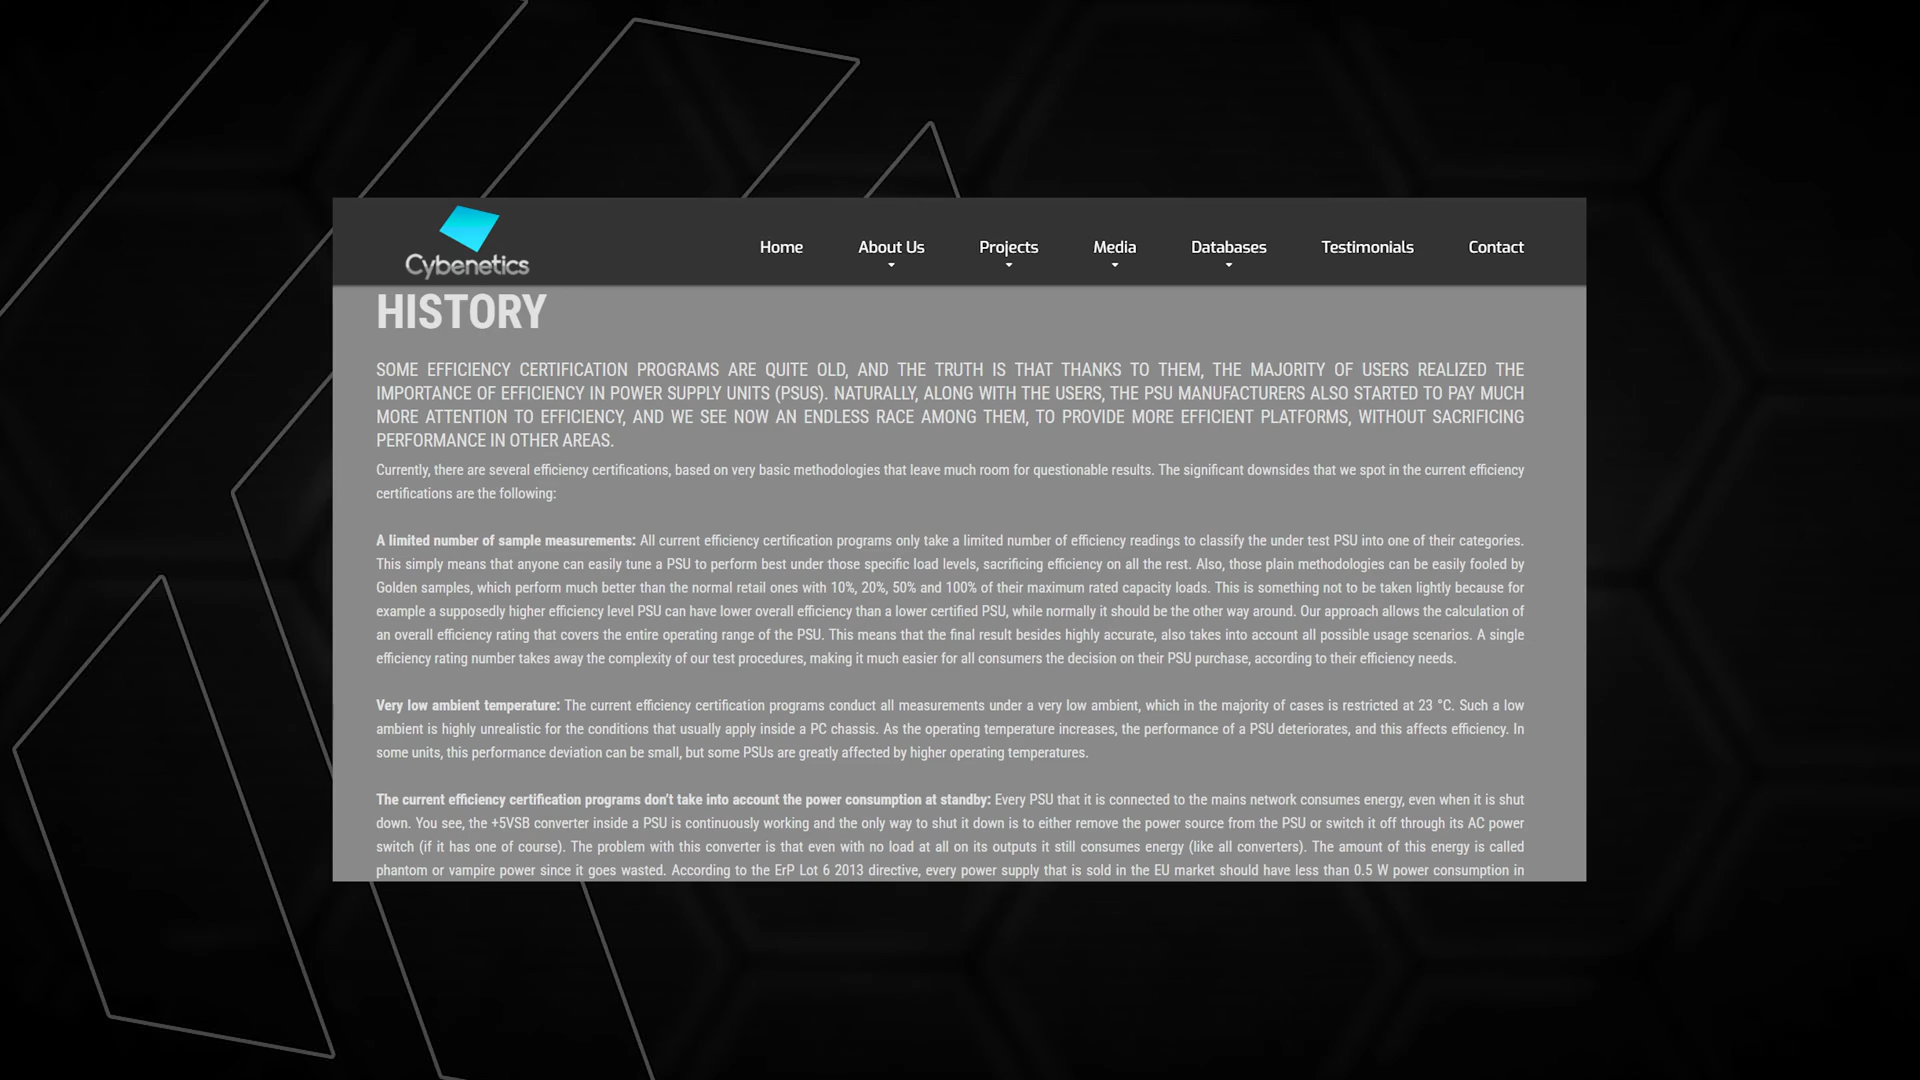 Cybenetics
Home About Us Projects Media Databases Testimonials Contact
HISTORY
SOME EFFICIENCY CERTIFICATION PROGRAMS ARE QUITE OLD, AND THE TRUTH IS THAT THANKS TO THEM, THE MAJORITY OF USERS REALIZED THE
IMPORTANCE OF EFFICIENCY IN POWER SUPPLY UNITS (PSUS). NATURALLY, ALONG WITH THE USERS, THE PSU MANUFACTURERS ALSO STARTED TO PAY MUCH
MORE ATTENTION TO EFFICIENCY, AND WE SEE NOW AN ENDLESS RACE AMONG THEM, TO PROVIDE MORE EFFICIENT PLATFORMS, WITHOUT SACRIFICING
PERFORMANCE IN OTHER AREAS.
Currently, there are several efficiency certifications, based on very basic methodologies that leave much room for questionable results. The significant downsides that we spot in the current efficiency
certifications are the following:
A limited number of sample measurements: All current efficiency certification programs only take a limited number of efficiency readings to classify the under test PSU into one of their categories.
This simply means that anyone can easily tune a PSU to perform best under those specific load levels, sacrificing efficiency on all the rest. Also, those plain methodologies can be easily fooled by
Golden samples, which perform much better than the normal retail ones with 10%, 20%, 50% and 100% of their maximum rated capacity loads. This is something not to be taken lightly because for
example a supposedly higher efficiency level PSU can have lower overall efficiency than a lower certified PSU, while normally it should be the other way around. Our approach allows the calculation of
an overall efficiency rating that covers the entire operating range of the PSU. This means that the final result besides highly accurate, also takes into account all possible usage scenarios. A single
efficiency rating number takes away the complexity of our test procedures, making it much easier for all consumers the decision on their PSU purchase, according to their efficiency needs.
Very low ambient temperature: The current efficiency certification programs conduct all measurements under a very low ambient, which in the majority of cases is restricted at 23 °C. Such a low
ambient is highly unrealistic for the conditions that usually apply inside a PC chassis. As the operating temperature increases, the performance of a PSU deteriorates, and this affects efficiency. In
some units, this performance deviation can be small, but some PSUs are greatly affected by higher operating temperatures.
The current efficiency certification programs don't take into account the power consumption at standby: Every PSU that it is connected to the mains network consumes energy, even when it is shut
down. You see, the +5VSB converter inside a PSU is continuously working and the only way to shut it down is to either remove the power source from the PSU or switch it off through its AC power
switch (if it has one of course). The problem with this converter is that even with no load at all on its outputs it still consumes energy (like all converters). The amount of this energy is called
phantom or vampire power since it goes wasted. According to the ErP Lot 6 2013 directive, every power supply that is sold in the EU market should have less than 0.5 W power consumption in